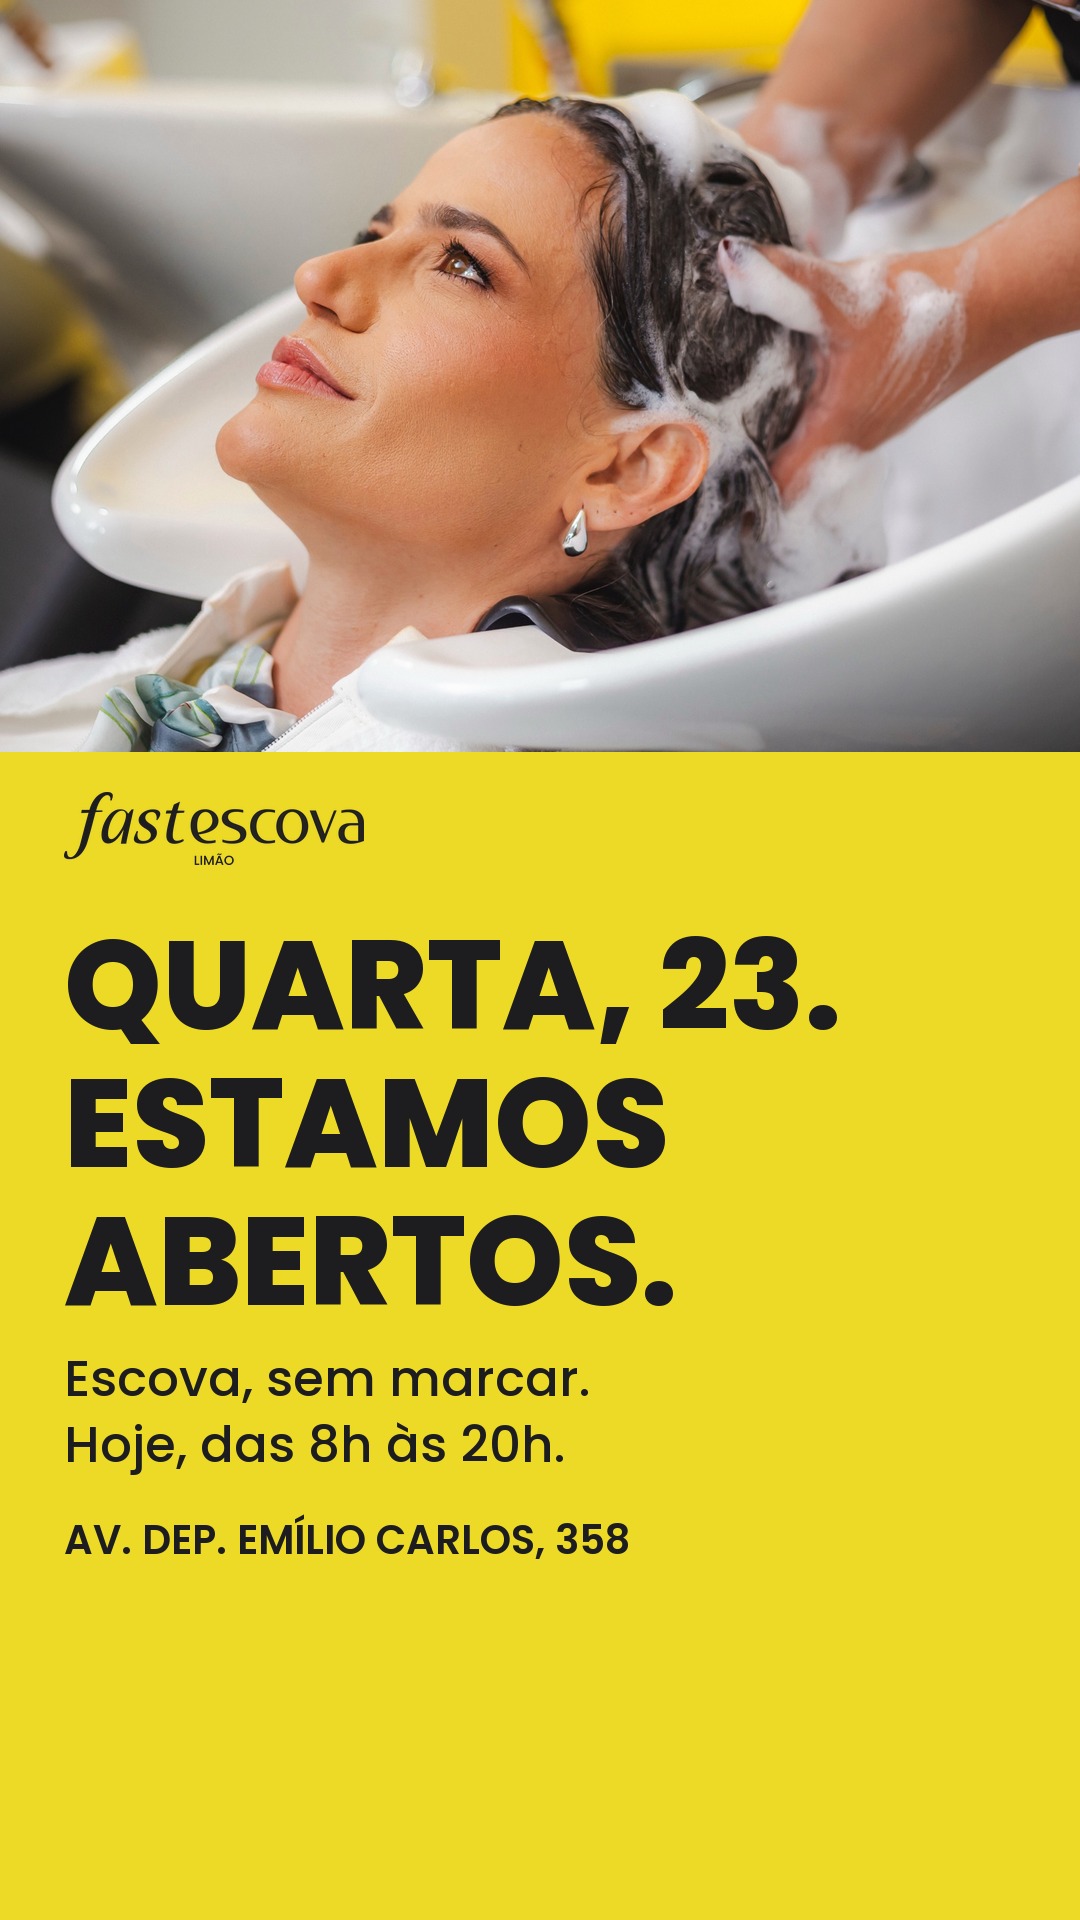 fastescova
LIMÃO
QUARTA, 23.
ESTAMOS
ABERTOS.
Escova, sem marcar.
Hoje, das 8h às 20h.
AV. DEP. EMÍLIO CARLOS, 358